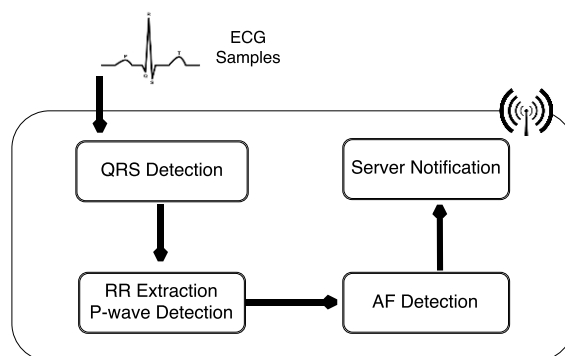 R
ECG
Samples
P
T
Q
S
QRS Detection
Server Notification
RR Extraction
P-wave Detection
AF Detection